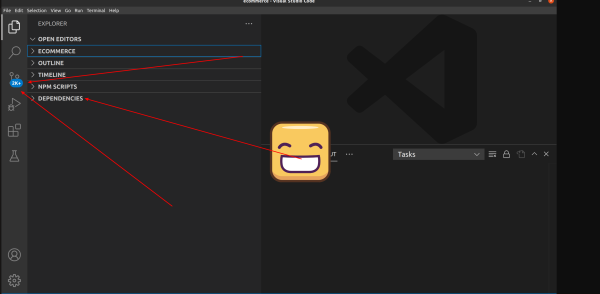 ecommerce - Visual Studio Code
File Edit Selection View Go Run Terminal Help
EXPLORER
OPEN EDITORS
ECOMMERCE
OUTLINE
2K+
TIMELINE
NPM SCRIPTS
DEPENDENCIES
UT
Tasks